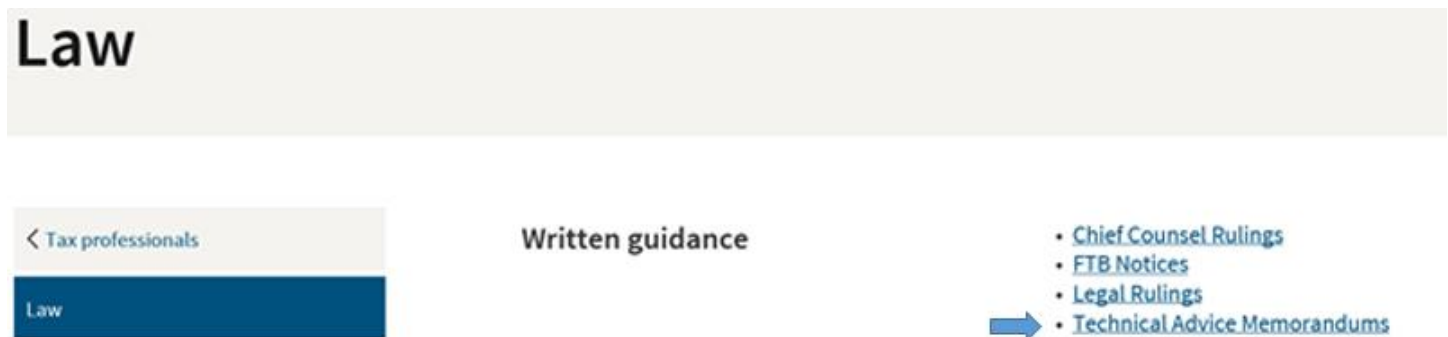 Law
< Tax professionals
Law
Written guidance
• Chief Counsel Rulings
• FTB Notices
• Legal Rulings
• Technical Advice Memorandums